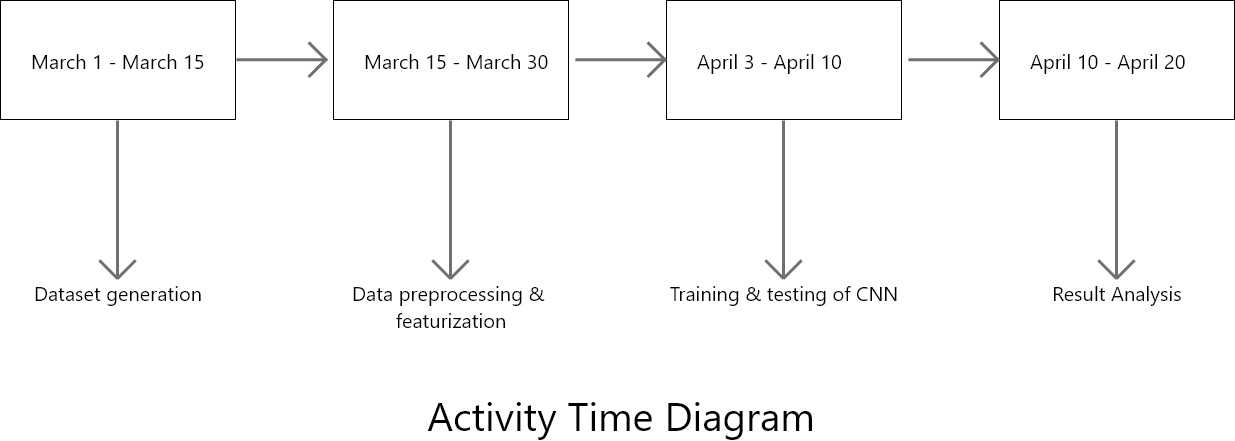 March 1 - March 15
March 15 - March 30
April 3 - April 10
April 10 - April 20
Dataset generation
Data preprocessing &
featurization
Training & testing of CNN
Result Analysis
Activity Time Diagram